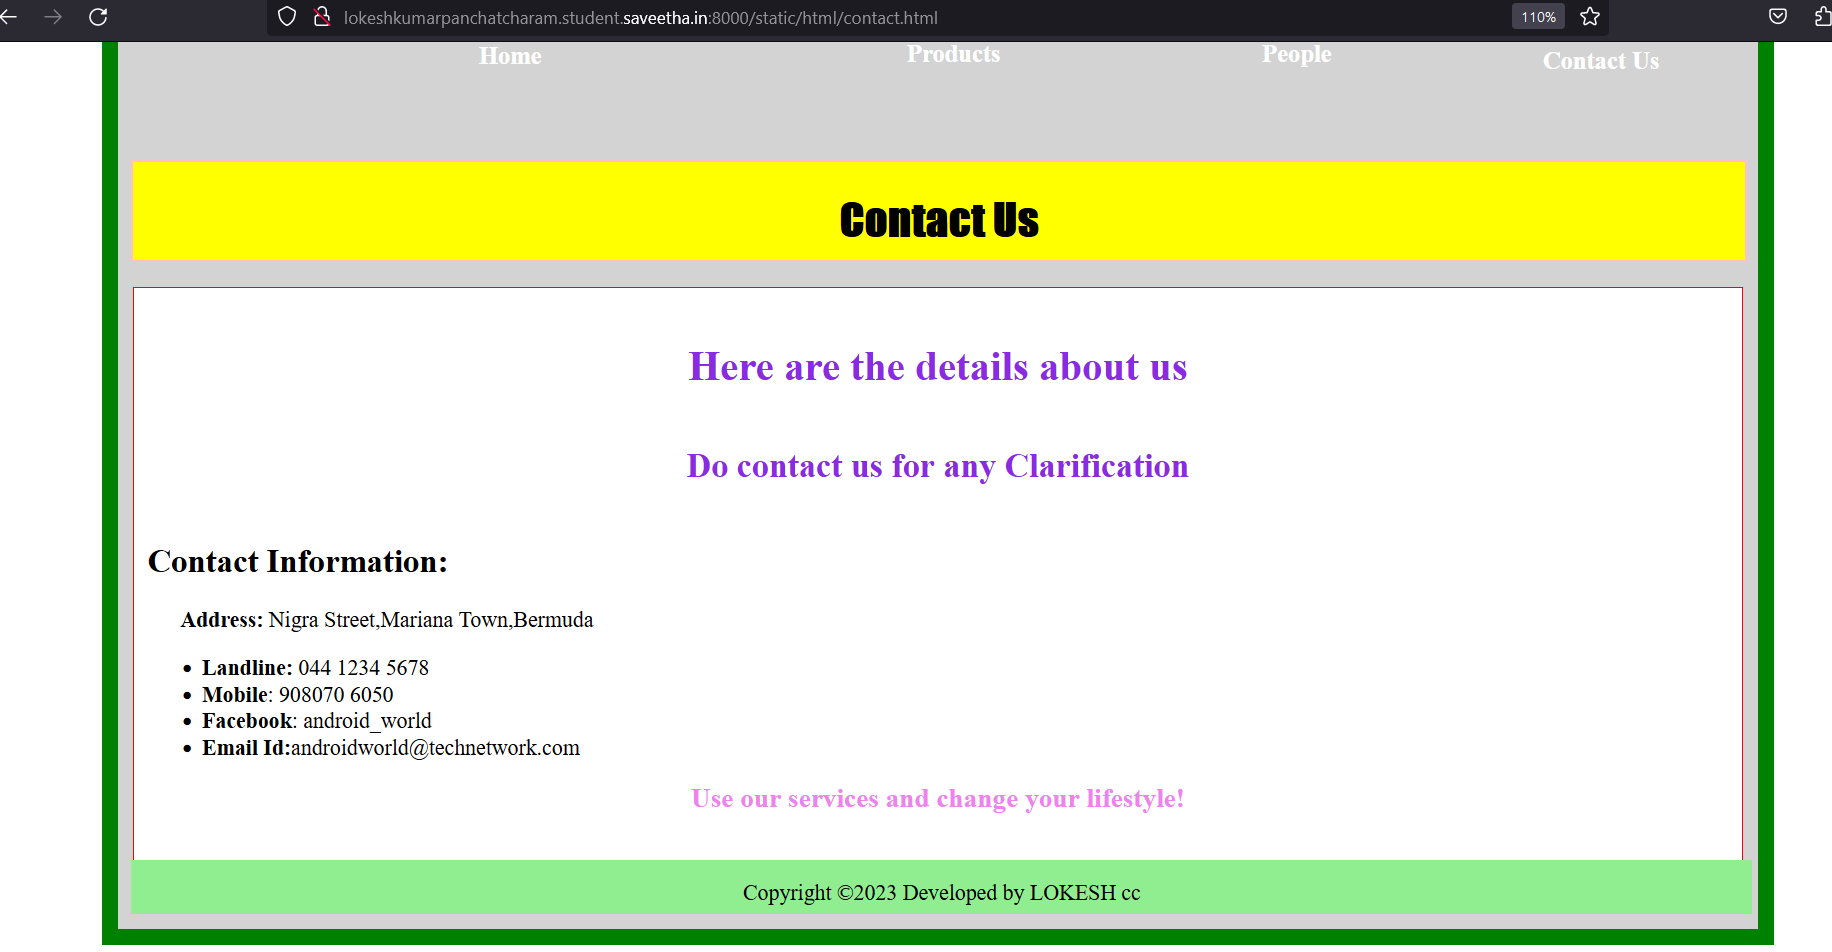 lokeshkumarpanchatcharam.student.saveetha.in:8000/static/html/contact.html 110%
Home Products People Contact Us
Contact Us
Here are the details about us
Do contact us for any Clarification
Contact Information:
Address: Nigra Street,Mariana Town,Bermuda
• Landline: 044 1234 5678
• Mobile: 908070 6050
• Facebook: android_world
• Email Id:androidworld@technetwork.com
Use our services and change your lifestyle!
Copyright ©2023 Developed by LOKESH cc